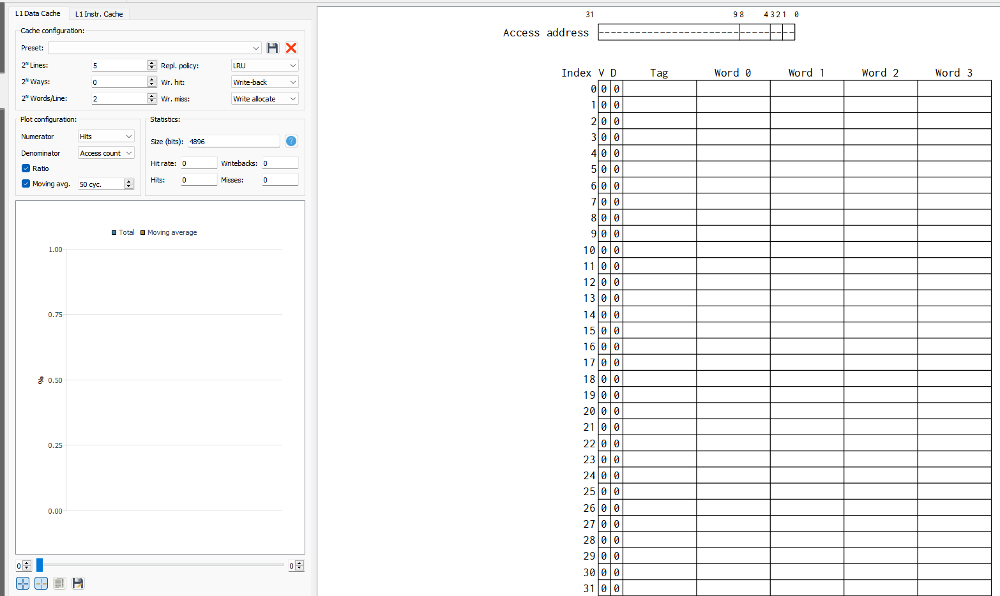 L1 Data Cache L1 Instr. Cache
Cache configuration:
Preset:
2ᴺ Lines: 5 Repl. policy: LRU
2ᴺ Ways: 0 Wr. hit: Write-back
2ᴺ Words/Line: 2 Wr. miss: Write allocate
Plot configuration: Statistics:
Numerator Hits
Size (bits): 4896 ?
Denominator Access count
Ratio
Hit rate: 0 Writebacks: 0
Moving avg. 50 cyc.
Hits: 0 Misses: 0
Total Moving average
1.00
0.75
% 0.50
0.25
0.00
0 0
31 9 8 4 3 2 1 0
Access address -----------------------|-----|--|--
Index V D Tag Word 0 Word 1 Word 2 Word 3
0 0 0
1 0 0
2 0 0
3 0 0
4 0 0
5 0 0
6 0 0
7 0 0
8 0 0
9 0 0
10 0 0
11 0 0
12 0 0
13 0 0
14 0 0
15 0 0
16 0 0
17 0 0
18 0 0
19 0 0
20 0 0
21 0 0
22 0 0
23 0 0
24 0 0
25 0 0
26 0 0
27 0 0
28 0 0
29 0 0
30 0 0
31 0 0